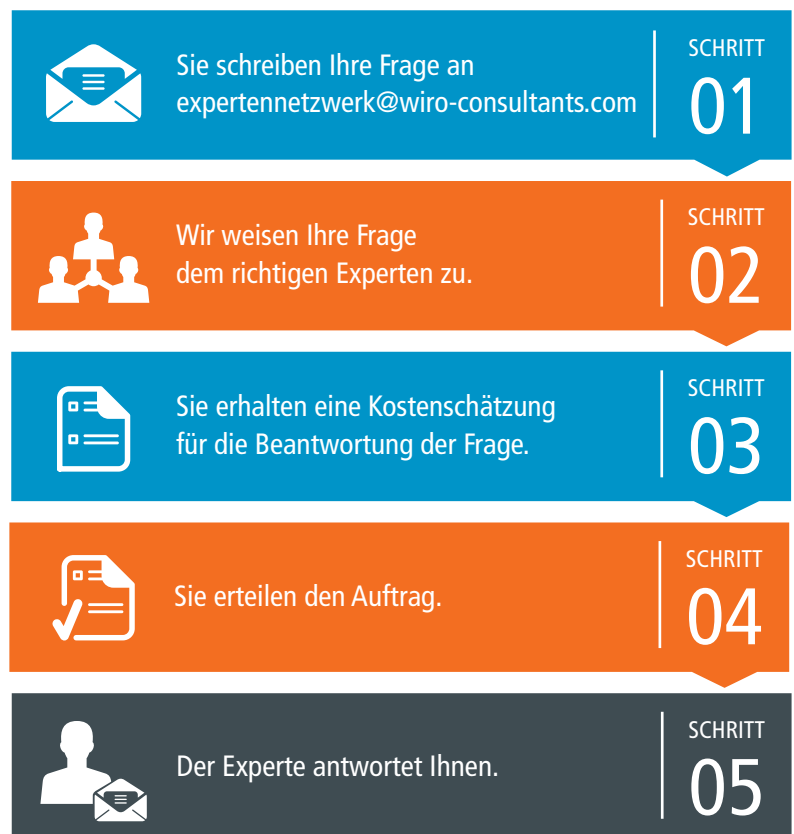 Sie schreiben Ihre Frage an
expertennetzwerk@wiro-consultants.com
SCHRITT
01
Wir weisen Ihre Frage
dem richtigen Experten zu.
SCHRITT
02
Sie erhalten eine Kostenschätzung
für die Beantwortung der Frage.
SCHRITT
03
Sie erteilen den Auftrag.
SCHRITT
04
Der Experte antwortet Ihnen.
SCHRITT
05